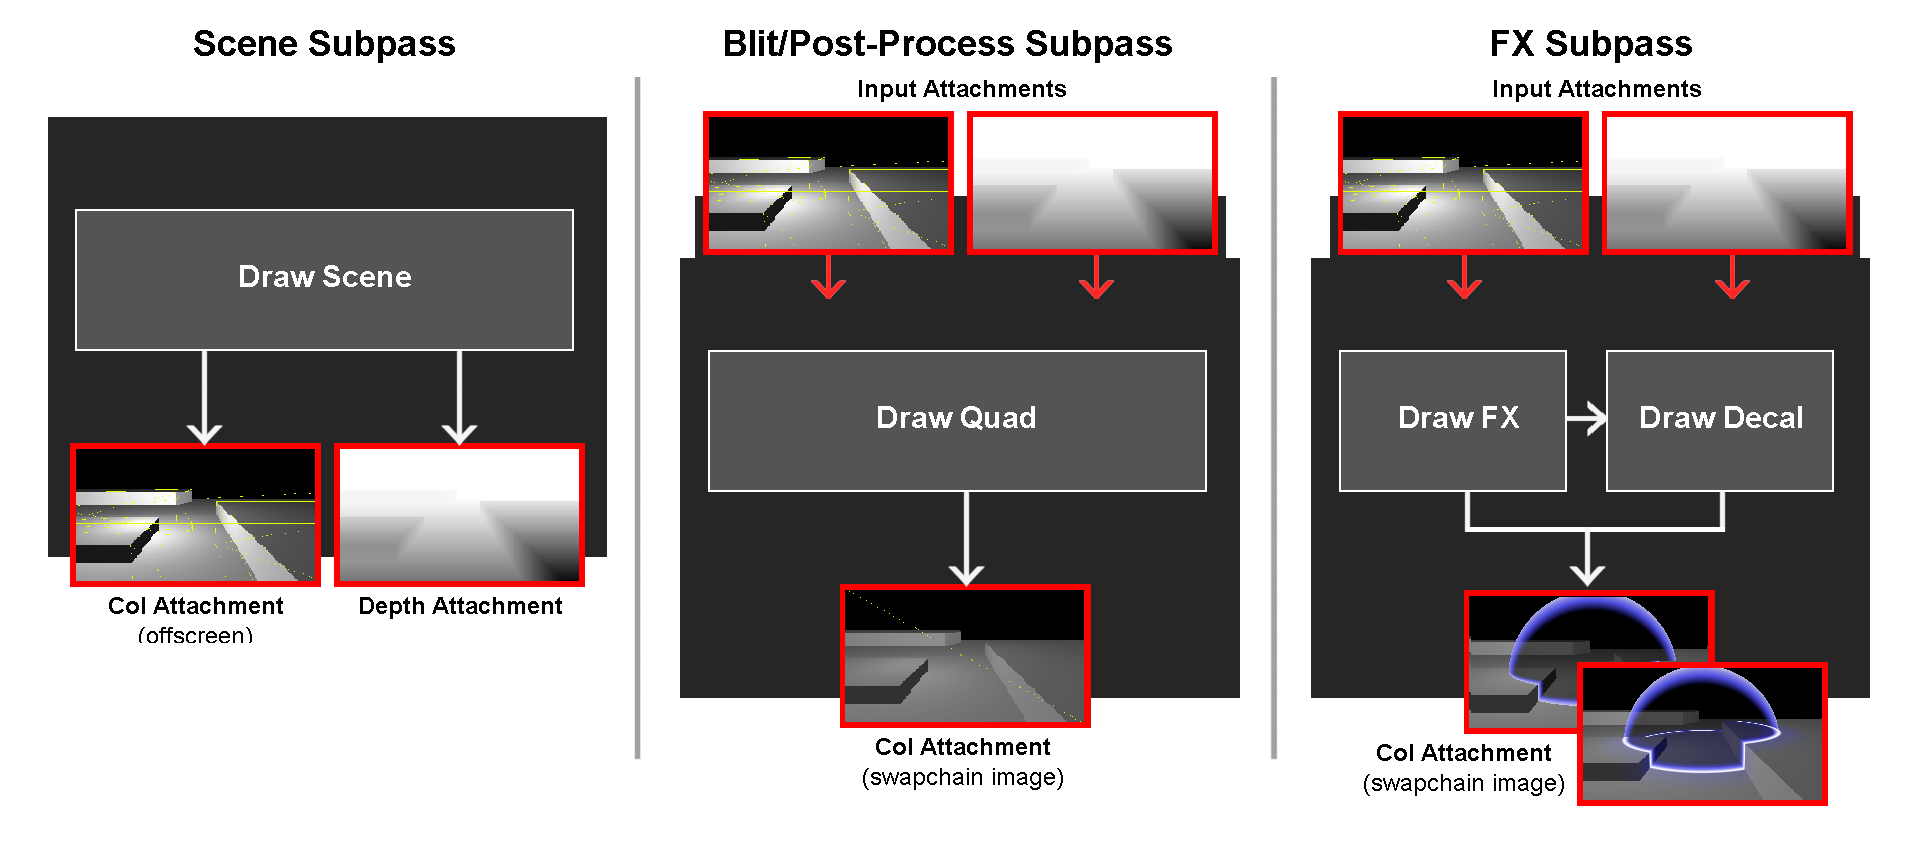 Scene Subpass
Draw Scene
Col Attachment
(offscreen)
Depth Attachment
Blit/Post-Process Subpass
Input Attachments
Draw Quad
Col Attachment
(swapchain image)
FX Subpass
Input Attachments
Draw FX
Draw Decal
Col Attachment
(swapchain image)